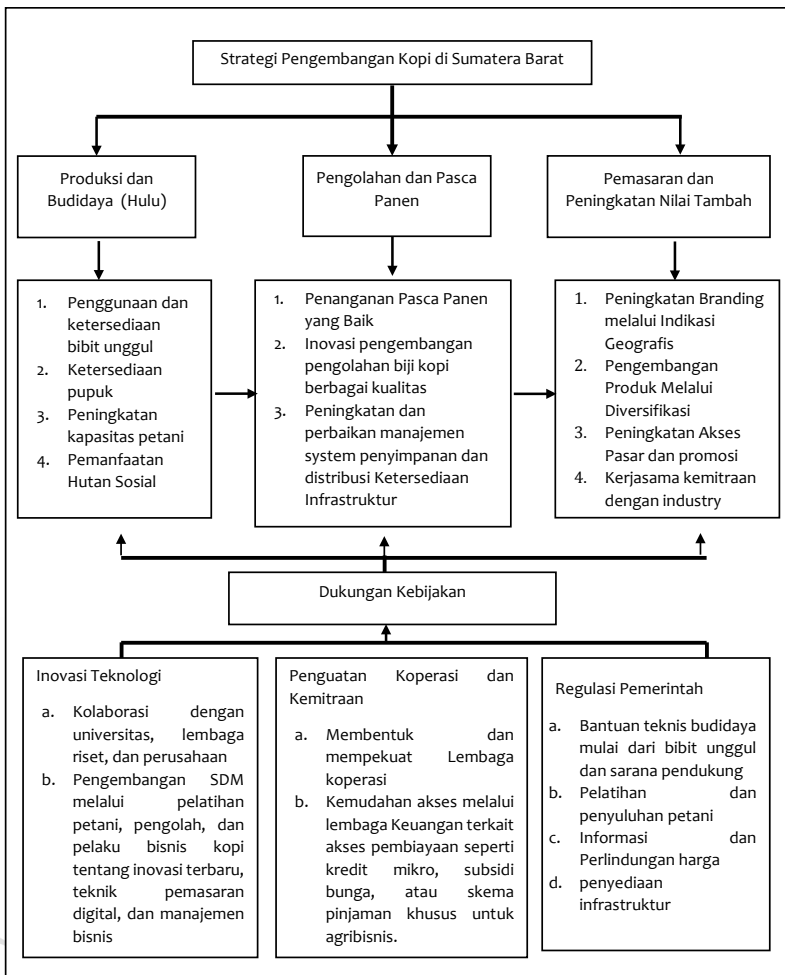 Strategi Pengembangan Kopi di Sumatera Barat
Produksi dan
Budidaya (Hulu)
Pengolahan dan Pasca
Panen
Pemasaran dan
Peningkatan Nilai Tambah
1. Penggunaan dan
ketersediaan
bibit unggul
2. Ketersediaan
pupuk
3. Peningkatan
kapasitas petani
4. Pemanfaatan
Hutan Sosial
1. Penanganan Pasca Panen
yang Baik
2. Inovasi pengembangan
pengolahan biji kopi
berbagai kualitas
3. Peningkatan dan
perbaikan manajemen
system penyimpanan dan
distribusi Ketersediaan
Infrastruktur
1. Peningkatan Branding
melalui Indikasi
Geografis
2. Pengembangan
Produk Melalui
Diversifikasi
3. Peningkatan Akses
Pasar dan promosi
4. Kerjasama kemitraan
dengan industry
Dukungan Kebijakan
Inovasi Teknologi
a. Kolaborasi dengan
universitas, lembaga
riset, dan perusahaan
b. Pengembangan SDM
melalui pelatihan
petani, pengolah, dan
pelaku bisnis kopi
tentang inovasi terbaru,
teknik pemasaran
digital, dan manajemen
bisnis
Penguatan Koperasi dan
Kemitraan
a. Membentuk dan
mempekuat Lembaga
koperasi
b. Kemudahan akses melalui
lembaga Keuangan terkait
akses pembiayaan seperti
kredit mikro, subsidi
bunga, atau skema
pinjaman khusus untuk
agribisnis.
Regulasi Pemerintah
a. Bantuan teknis budidaya
mulai dari bibit unggul
dan sarana pendukung
b. Pelatihan dan
penyuluhan petani
c. Informasi dan
Perlindungan harga
d. penyediaan
infrastruktur